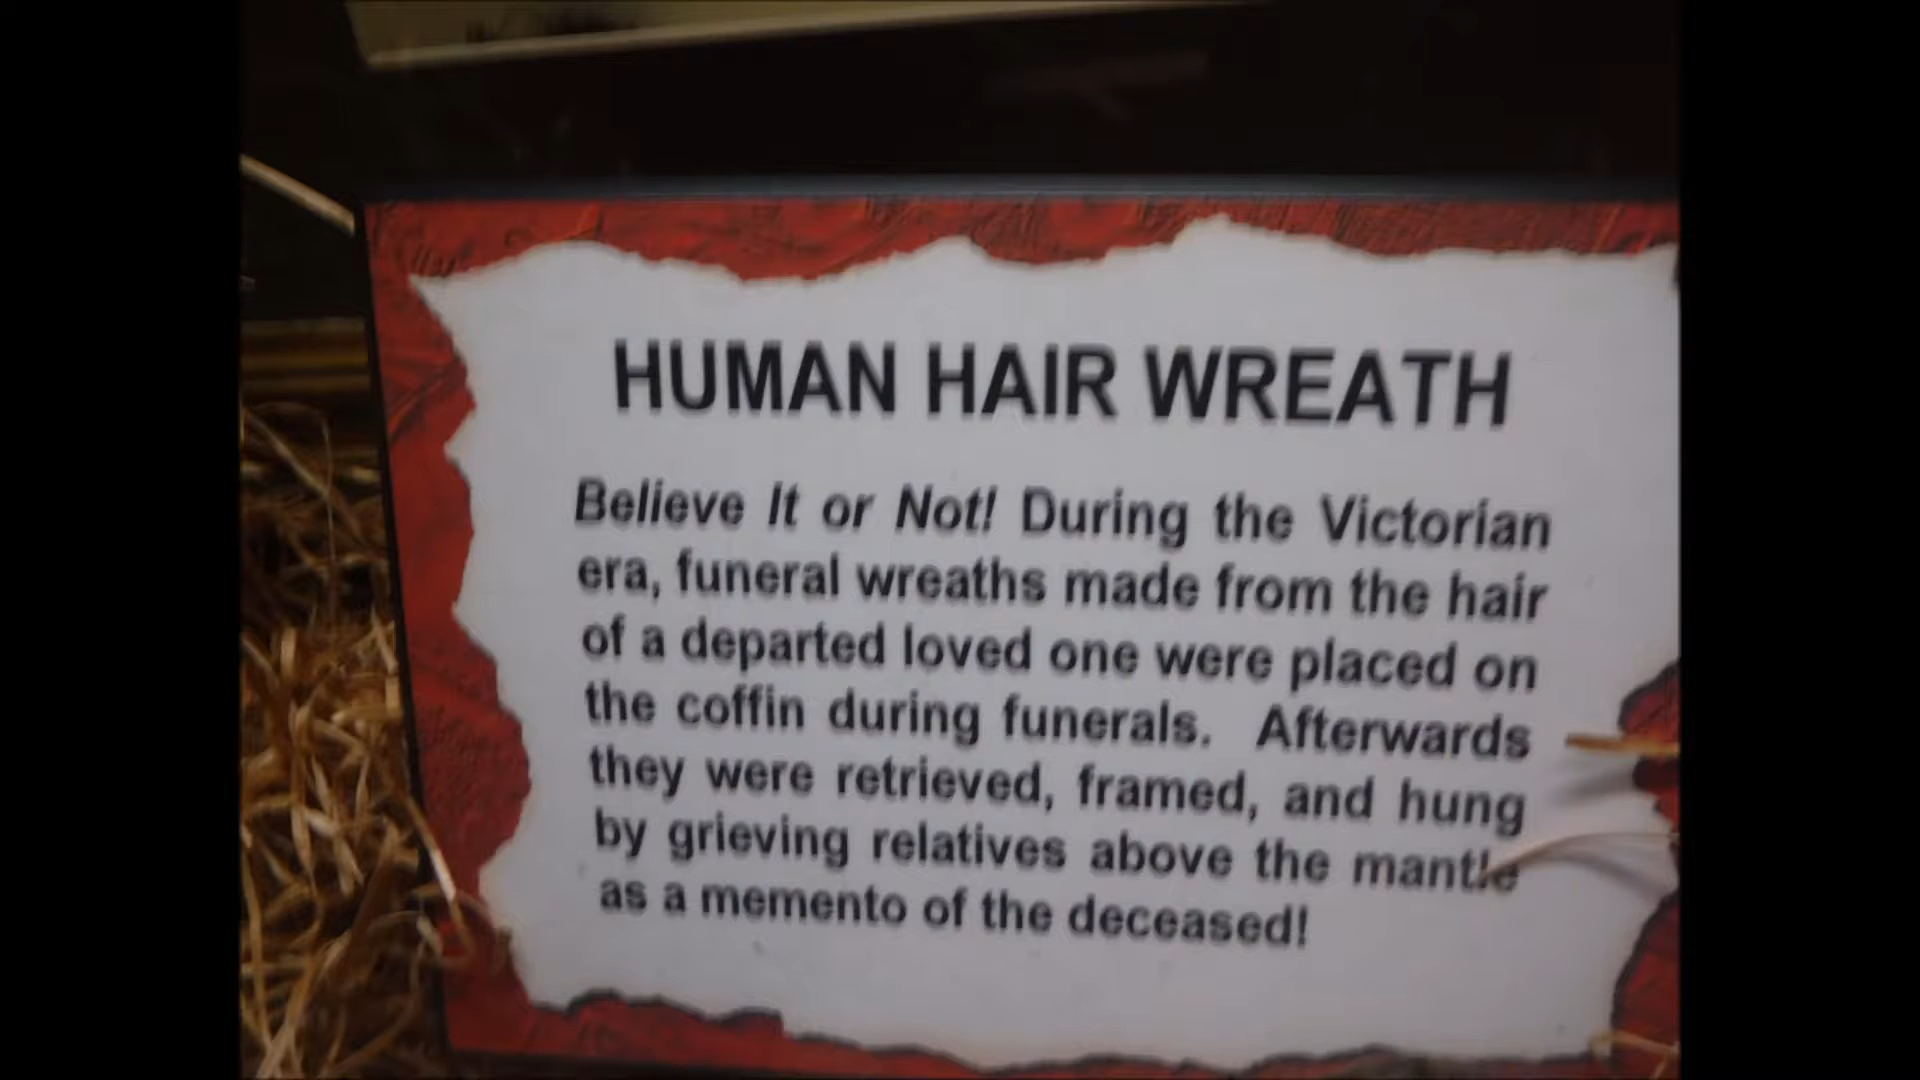 HUMAN HAIR WREATH
Believe It or Not! During the Victorian
era, funeral wreaths made from the hair
of a departed loved one were placed on
the coffin during funerals. Afterwards
they were retrieved, framed, and hung
by grieving relatives above the mantle
as a memento of the deceased!